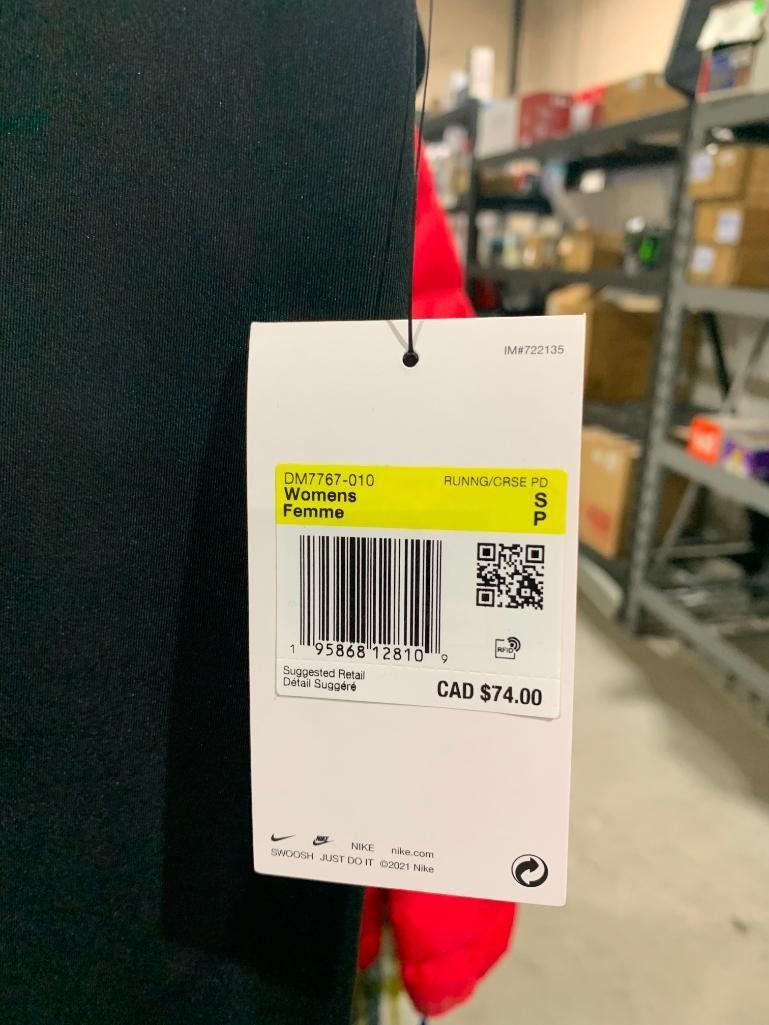 IM#722135
DM7767-010 RUNNG/CRSE PD
Womens S
Femme P
1 95868 12810 9
RFID
Suggested Retail
Détail Suggéré
CAD $74.00
NIKE nike.com
SWOOSH JUST DO IT ©2021 Nike